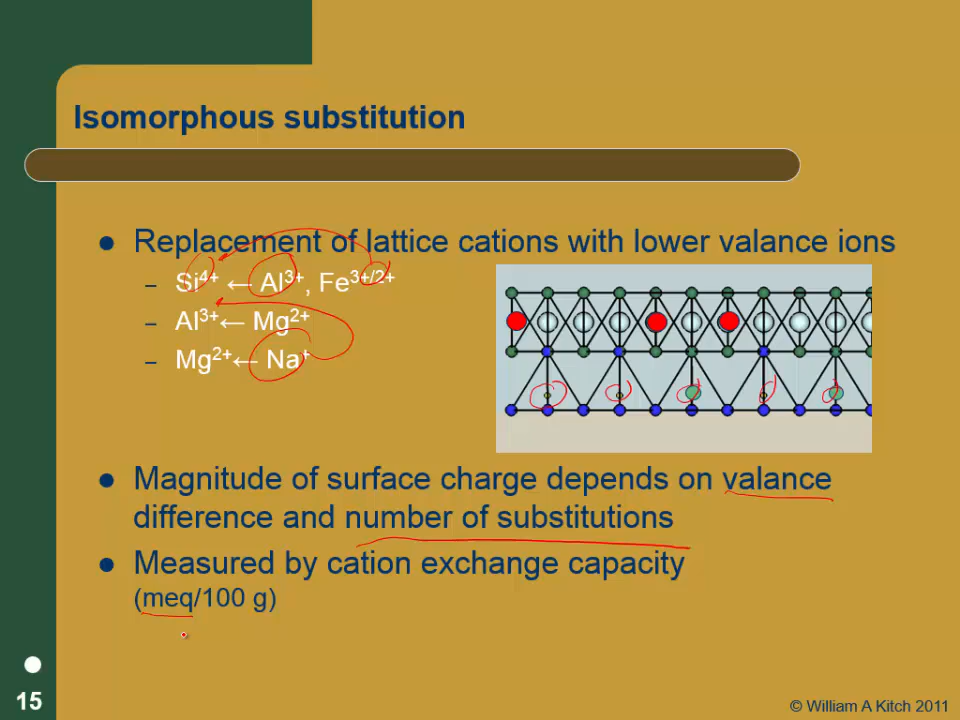 Isomorphous substitution
● Replacement of lattice cations with lower valance ions
– Si⁴⁺ ← Al³⁺, Fe³⁺ᐟ²⁺
– Al³⁺← Mg²⁺
– Mg²⁺← Na⁺
● Magnitude of surface charge depends on valance
difference and number of substitutions
● Measured by cation exchange capacity
(meq/100 g)
15
© William A Kitch 2011